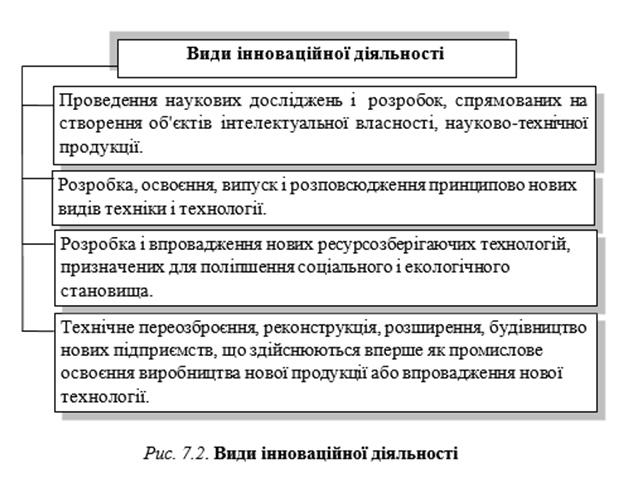 Види інноваційної діяльності
Проведення наукових досліджень і розробок, спрямованих на
створення об'єктів інтелектуальної власності, науково-технічної
продукції.
Розробка, освоєння, випуск і розповсюдження принципово нових
видів техніки і технології.
Розробка і впровадження нових ресурсозберігаючих технологій,
призначених для поліпшення соціального і екологічного
становища.
Технічне переозброєння, реконструкція, розширення, будівництво
нових підприємств, що здійснюються вперше як промислове
освоєння виробництва нової продукції або впровадження нової
технології.
Рис. 7.2. Види інноваційної діяльності